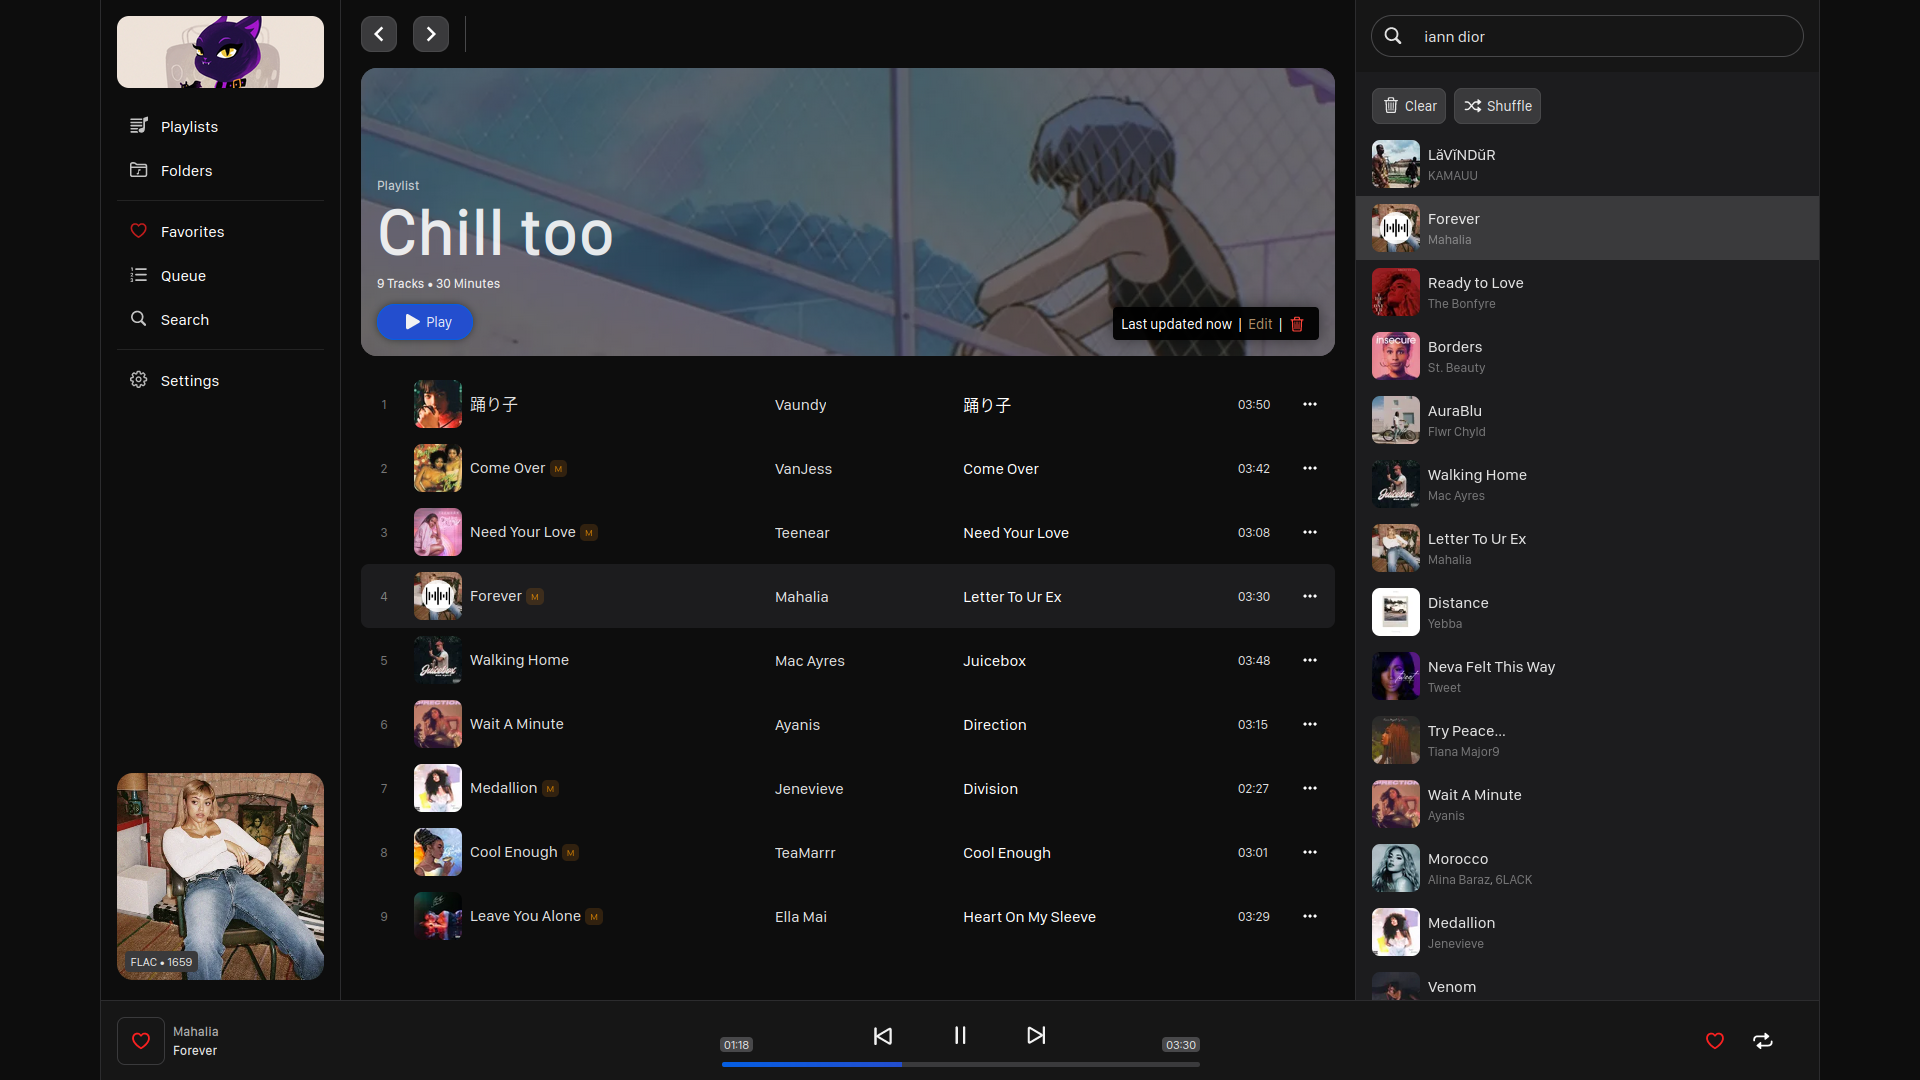 Playlists
Folders
Favorites
Queue
Search
Settings
FLAC • 1659
Playlist
Chill too
9 Tracks • 30 Minutes
Play
Last updated now | Edit |
1 踊り子 Vaundy 踊り子 03:50
2 Come Over M VanJess Come Over 03:42
3 Need Your Love M Teenear Need Your Love 03:08
4 Forever M Mahalia Letter To Ur Ex 03:30
5 Walking Home Mac Ayres Juicebox 03:48
6 Wait A Minute Ayanis Direction 03:15
7 Medallion M Jenevieve Division 02:27
8 Cool Enough M TeaMarrr Cool Enough 03:01
9 Leave You Alone M Ella Mai Heart On My Sleeve 03:29
iann dior
Clear Shuffle
LăVĭNDŭR
KAMAUU
Forever
Mahalia
Ready to Love
The Bonfyre
insecure
Borders
St. Beauty
AuraBlu
Flwr Chyld
Juicebox
Walking Home
Mac Ayres
Letter To Ur Ex
Mahalia
Distance
Yebba
Tweet
Neva Felt This Way
Tweet
Try Peace...
Tiana Major9
Wait A Minute
Ayanis
Morocco
Alina Baraz, 6LACK
Medallion
Jenevieve
Venom
Mahalia
Forever
01:18
03:30